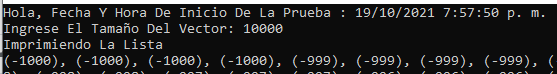 Hola, Fecha Y Hora De Inicio De La Prueba : 19/10/2021 7:57:50 p. m.
Ingrese El Tamaño Del Vector: 10000
Imprimiendo La Lista
(-1000), (-1000), (-1000), (-1000), (-999), (-999), (-999), (-999), (